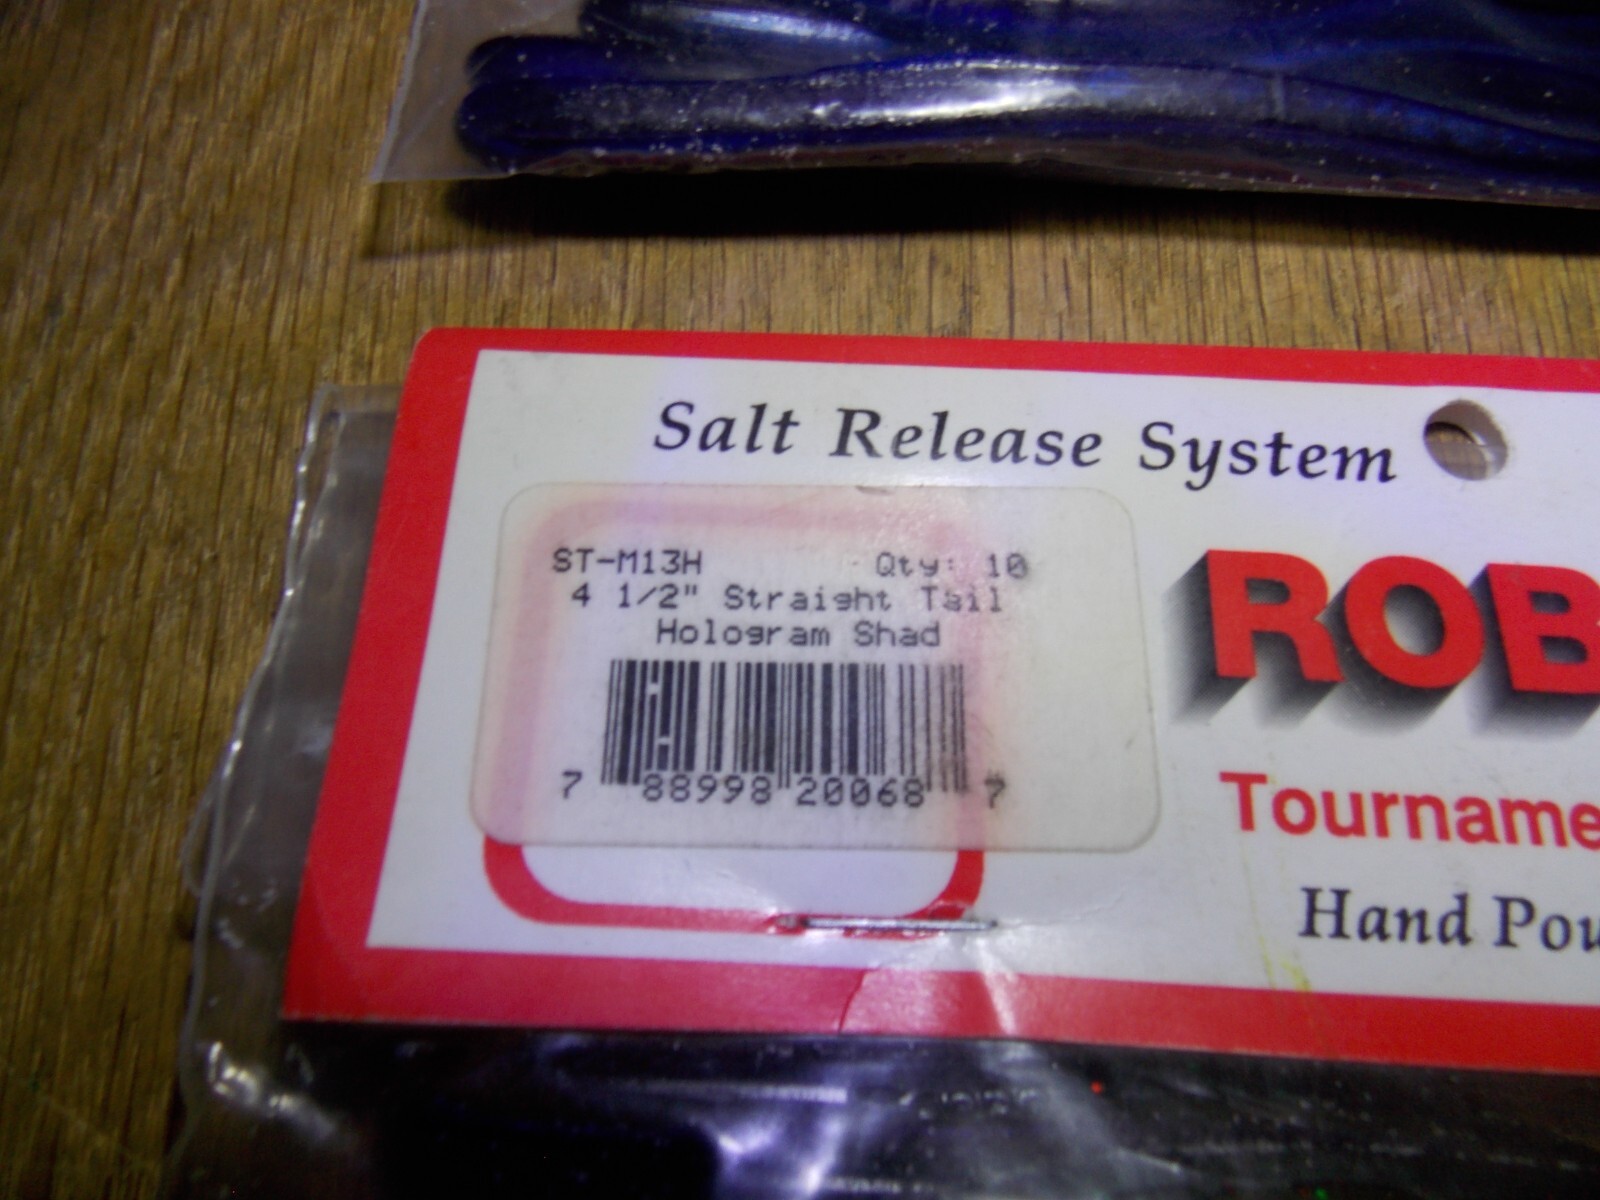 Salt Release System
ST-M13H Qty: 10
4 1/2" Straight Tail
Hologram Shad
7 88998 20068 7
ROB
Tourname
Hand Pou